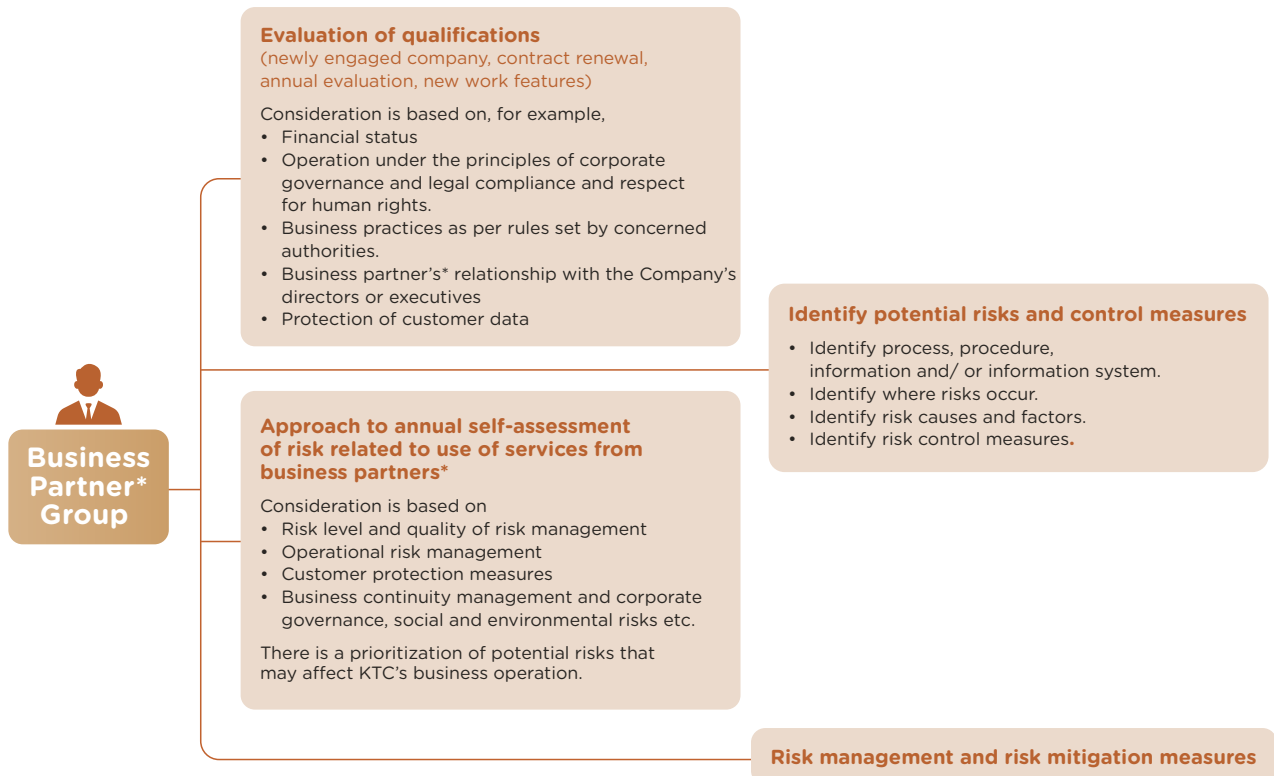 Business
Partner*
Group
Evaluation of qualifications
(newly engaged company, contract renewal,
annual evaluation, new work features)
Consideration is based on, for example,
• Financial status
• Operation under the principles of corporate
governance and legal compliance and respect
for human rights.
• Business practices as per rules set by concerned
authorities.
• Business partner's* relationship with the Company's
directors or executives
• Protection of customer data
Identify potential risks and control measures
• Identify process, procedure,
information and/ or information system.
• Identify where risks occur.
• Identify risk causes and factors.
• Identify risk control measures.
Approach to annual self-assessment
of risk related to use of services from
business partners*
Consideration is based on
• Risk level and quality of risk management
• Operational risk management
• Customer protection measures
• Business continuity management and corporate
governance, social and environmental risks etc.
There is a prioritization of potential risks that
may affect KTC's business operation.
Risk management and risk mitigation measures